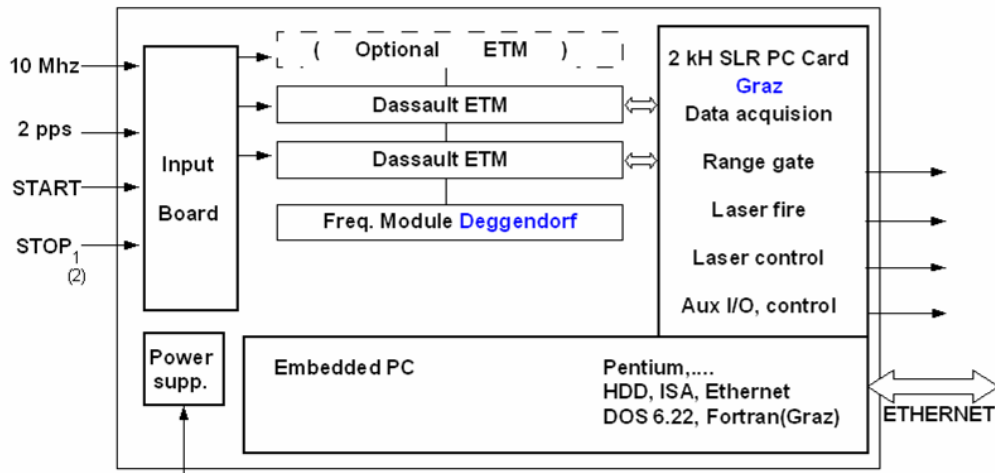 10 Mhz
2 pps
START
STOP1
(2)
Input
Board
( Optional ETM )
Dassault ETM
Dassault ETM
Freq. Module Deggendorf
2 kH SLR PC Card
Graz
Data acquision
Range gate
Laser fire
Laser control
Aux I/O, control
Power
supp.
Embedded PC
Pentium,....
HDD, ISA, Ethernet
DOS 6.22, Fortran(Graz)
ETHERNET